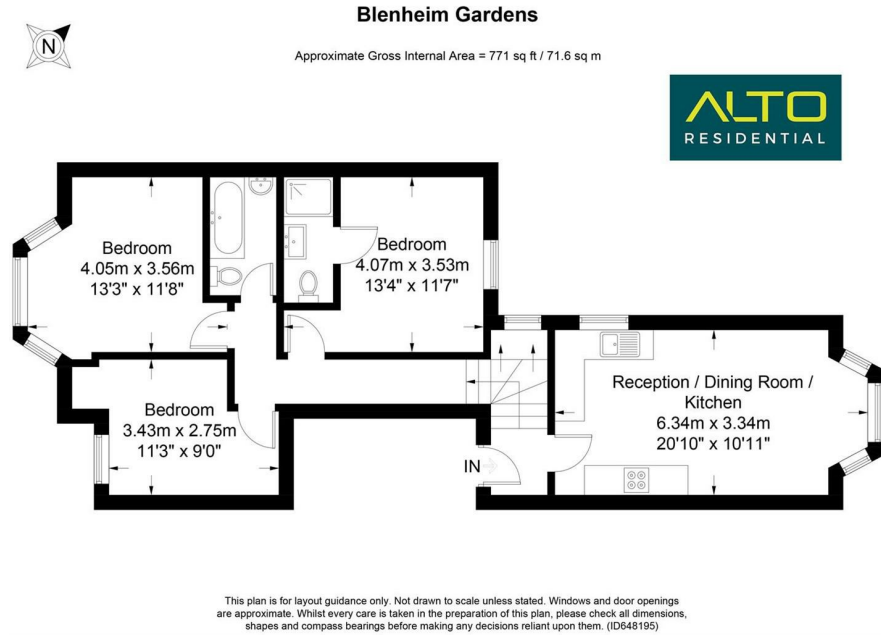 Blenheim Gardens
N
Approximate Gross Internal Area = 771 sq ft / 71.6 sq m
ALTO
RESIDENTIAL
Bedroom
4.05m x 3.56m
13'3" x 11'8"
Bedroom
4.07m x 3.53m
13'4" x 11'7"
Bedroom
3.43m x 2.75m
11'3" x 9'0"
IN
Reception / Dining Room /
Kitchen
6.34m x 3.34m
20'10" x 10'11"
This plan is for layout guidance only. Not drawn to scale unless stated. Windows and door openings
are approximate. Whilst every care is taken in the preparation of this plan, please check all dimensions,
shapes and compass bearings before making any decisions reliant upon them. (ID648195)